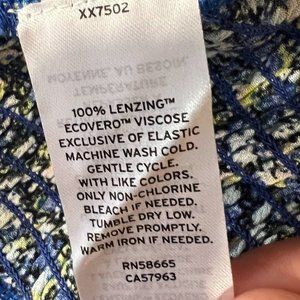 XX7502
100% LENZING™
ECOVERO™ VISCOSE
EXCLUSIVE OF ELASTIC
MACHINE WASH COLD.
GENTLE CYCLE.
WITH LIKE COLORS.
ONLY NON-CHLORINE
BLEACH IF NEEDED.
TUMBLE DRY LOW.
REMOVE PROMPTLY.
WARM IRON IF NEEDED.
RN58665
CA57963